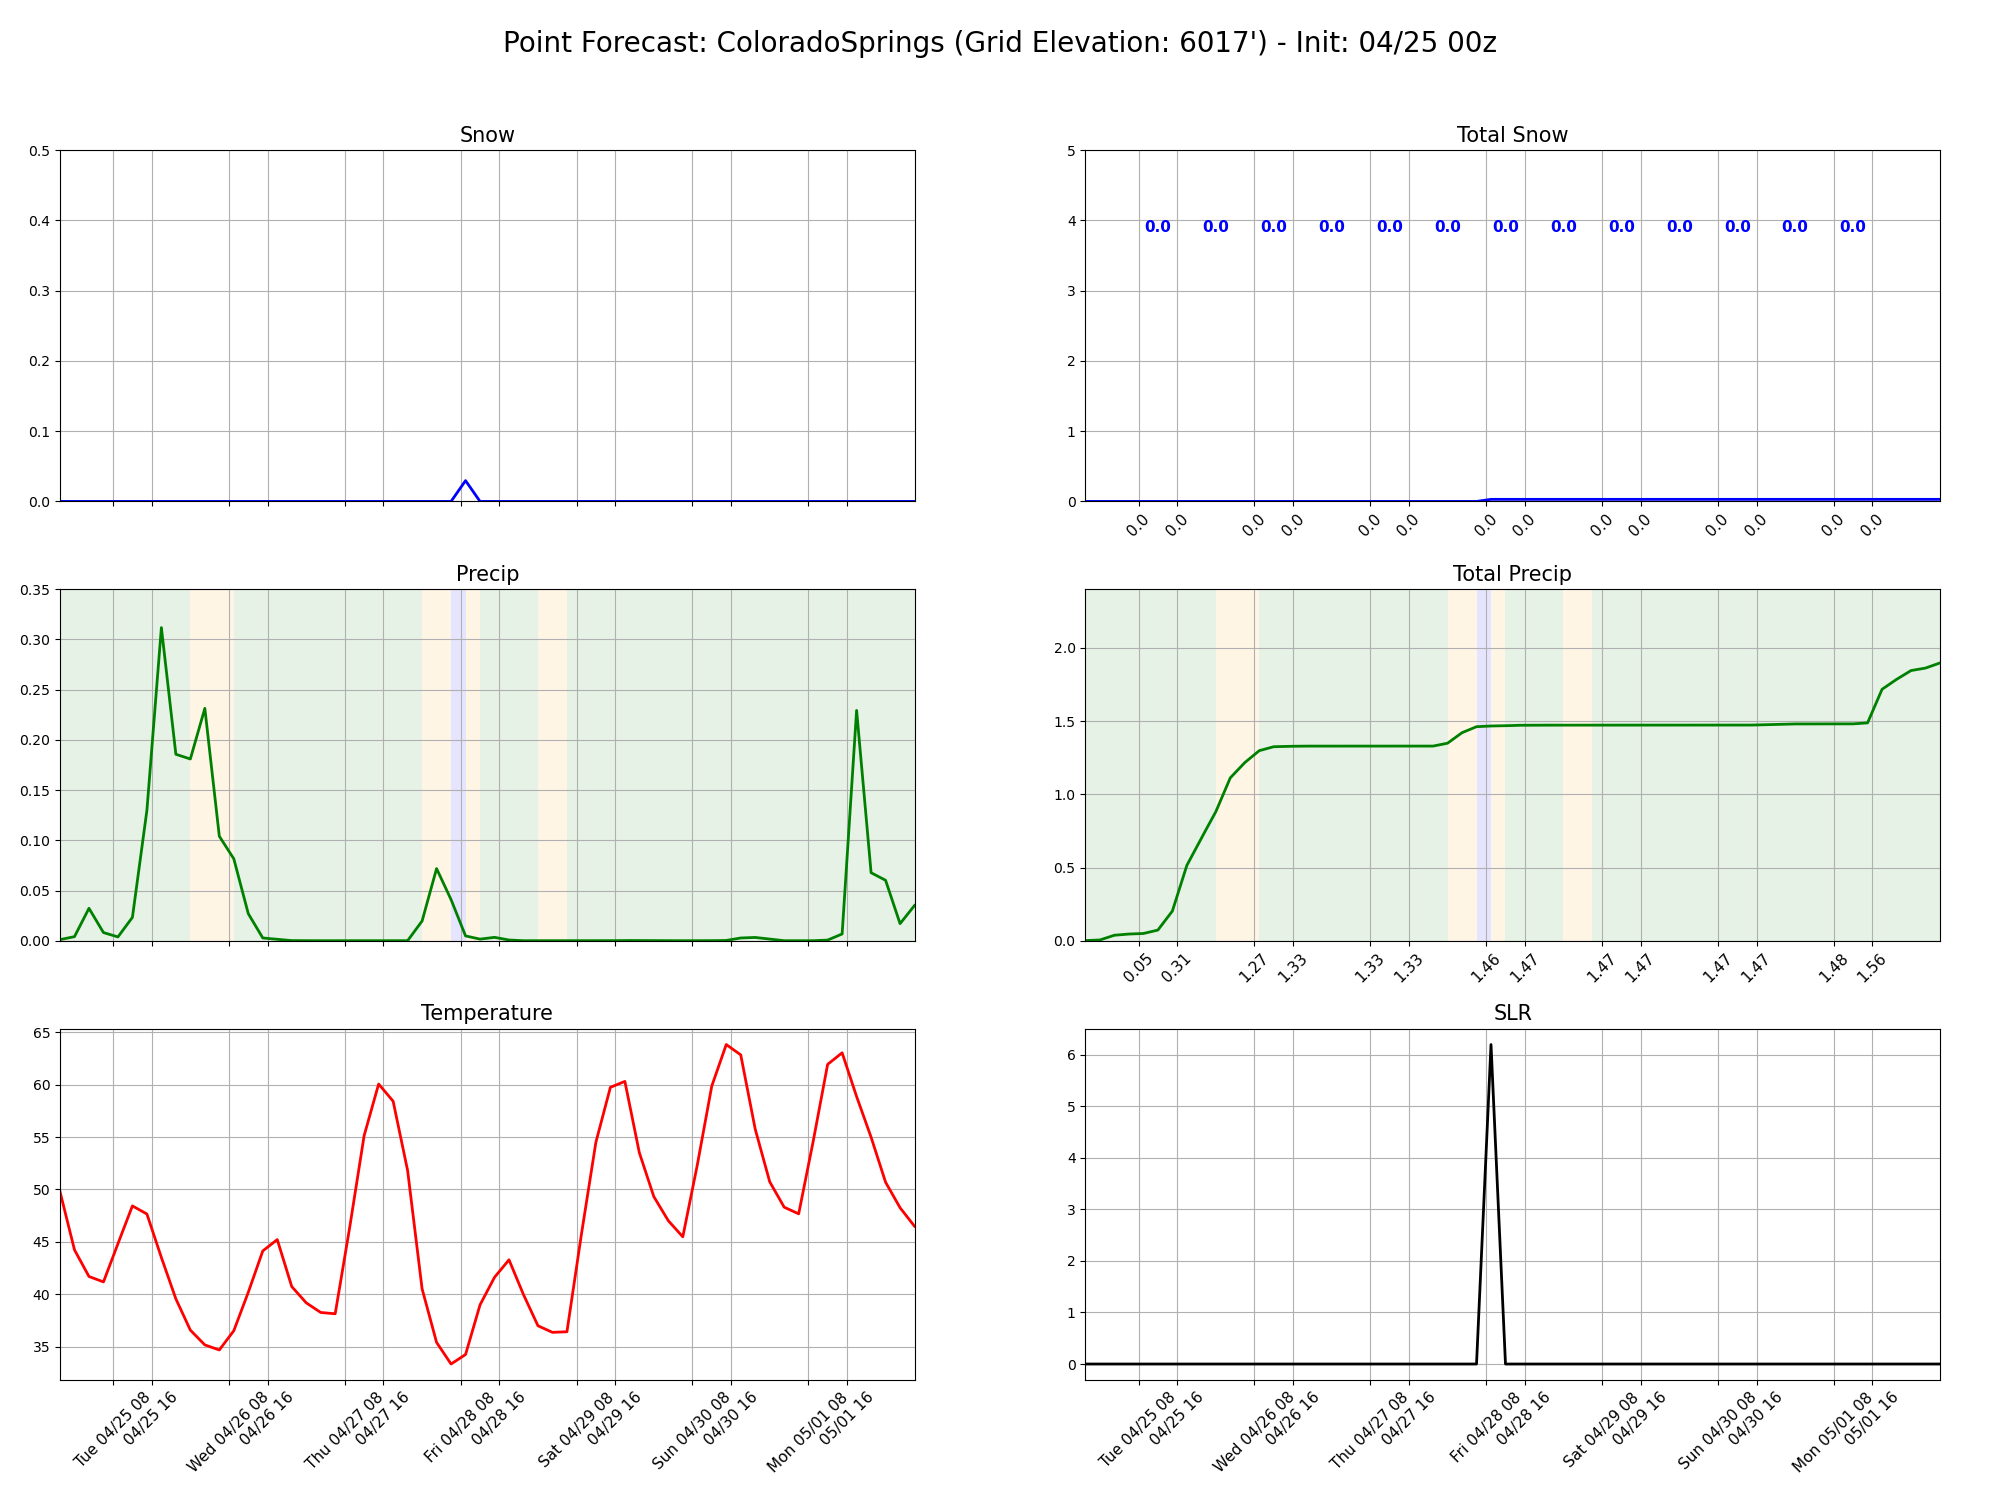 Point Forecast: ColoradoSprings (Grid Elevation: 6017') - Init: 04/25 00z
Snow
0.5
0.4
0.3
0.2
0.1
0.0
Total Snow
5
4
3
2
1
0
0.0 0.0 0.0 0.0 0.0 0.0 0.0 0.0 0.0 0.0 0.0 0.0 0.0
0.0 0.0 0.0 0.0 0.0 0.0 0.0 0.0 0.0 0.0 0.0 0.0 0.0 0.0
Precip
0.35
0.30
0.25
0.20
0.15
0.10
0.05
0.00
Total Precip
2.0
1.5
1.0
0.5
0.0
0.05 0.31 1.27 1.33 1.33 1.33 1.46 1.47 1.47 1.47 1.47 1.47 1.48 1.56
Temperature
65
60
55
50
45
40
35
Tue 04/25 08
04/25 16
Wed 04/26 08
04/26 16
Thu 04/27 08
04/27 16
Fri 04/28 08
04/28 16
Sat 04/29 08
04/29 16
Sun 04/30 08
04/30 16
Mon 05/01 08
05/01 16
SLR
6
5
4
3
2
1
0
Tue 04/25 08
04/25 16
Wed 04/26 08
04/26 16
Thu 04/27 08
04/27 16
Fri 04/28 08
04/28 16
Sat 04/29 08
04/29 16
Sun 04/30 08
04/30 16
Mon 05/01 08
05/01 16